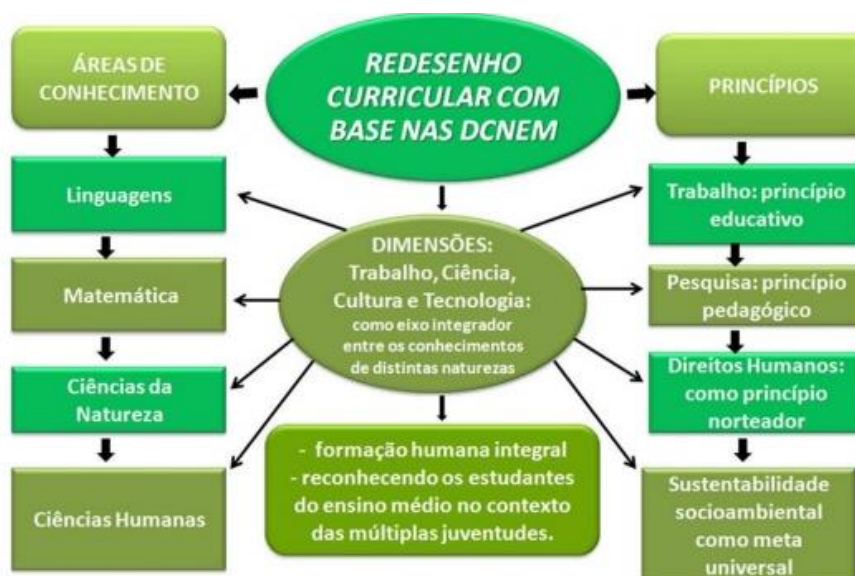 ÁREAS DE
CONHECIMENTO
Linguagens
Matemática
Ciências da
Natureza
Ciências Humanas
REDESENHO
CURRICULAR COM
BASE NAS DCNEM
DIMENSÕES:
Trabalho, Ciência,
Cultura e Tecnologia:
como eixo integrador
entre os conhecimentos
de distintas naturezas
- formação humana integral
- reconhecendo os estudantes
do ensino médio no contexto
das múltiplas juventudes.
PRINCÍPIOS
Trabalho: princípio
educativo
Pesquisa: princípio
pedagógico
Direitos Humanos:
como princípio
norteador
Sustentabilidade
socioambiental
como meta
universal